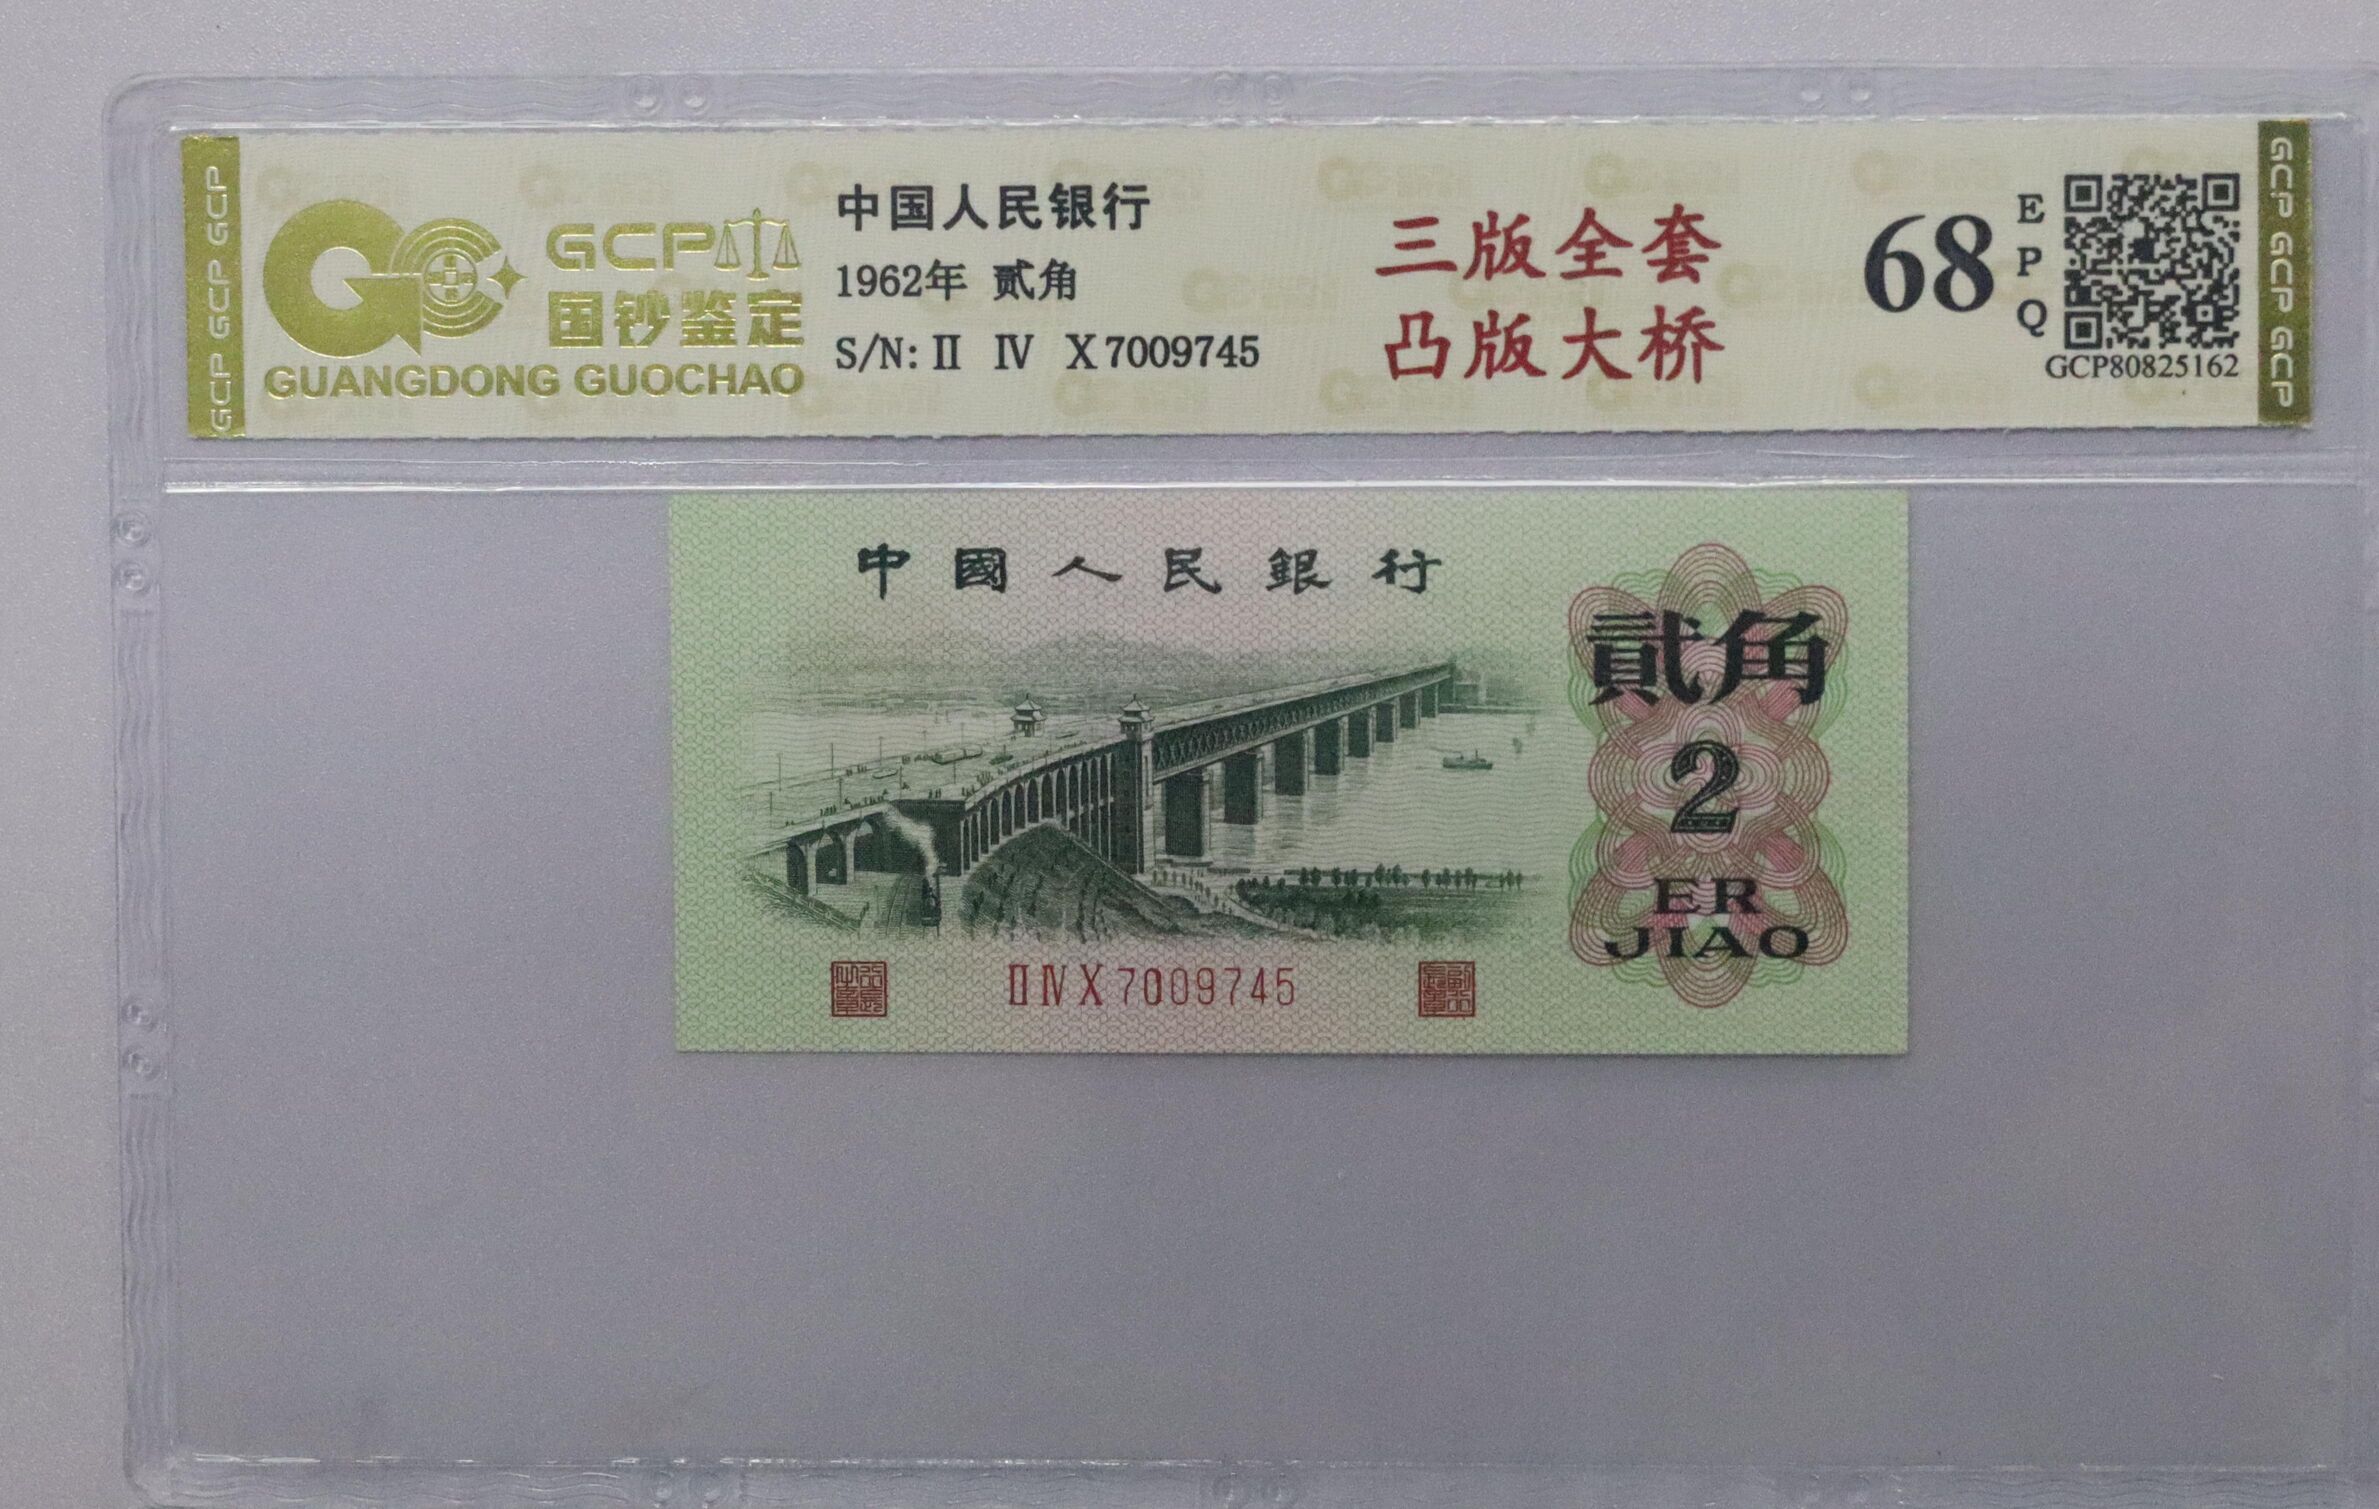 GCP GCP GCP
GCP
国钞鉴定
GUANGDONG GUOCHAO
中国人民银行
1962年 贰角
S/N: II IV X7009745
三版全套
凸版大桥
68
EPQ
GCP80825162
GCP GCP GCP
中國人民銀行
貳角
2
ER
JIAO
II IV X 7009745